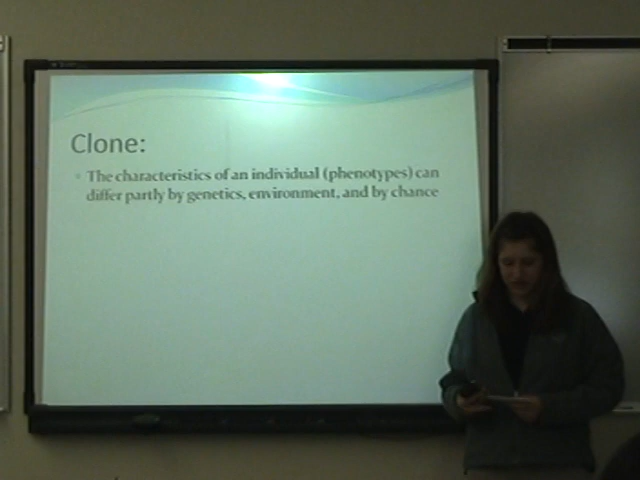 Clone:
The characteristics of an individual (phenotypes) can
differ partly by genetics, environment, and by chance